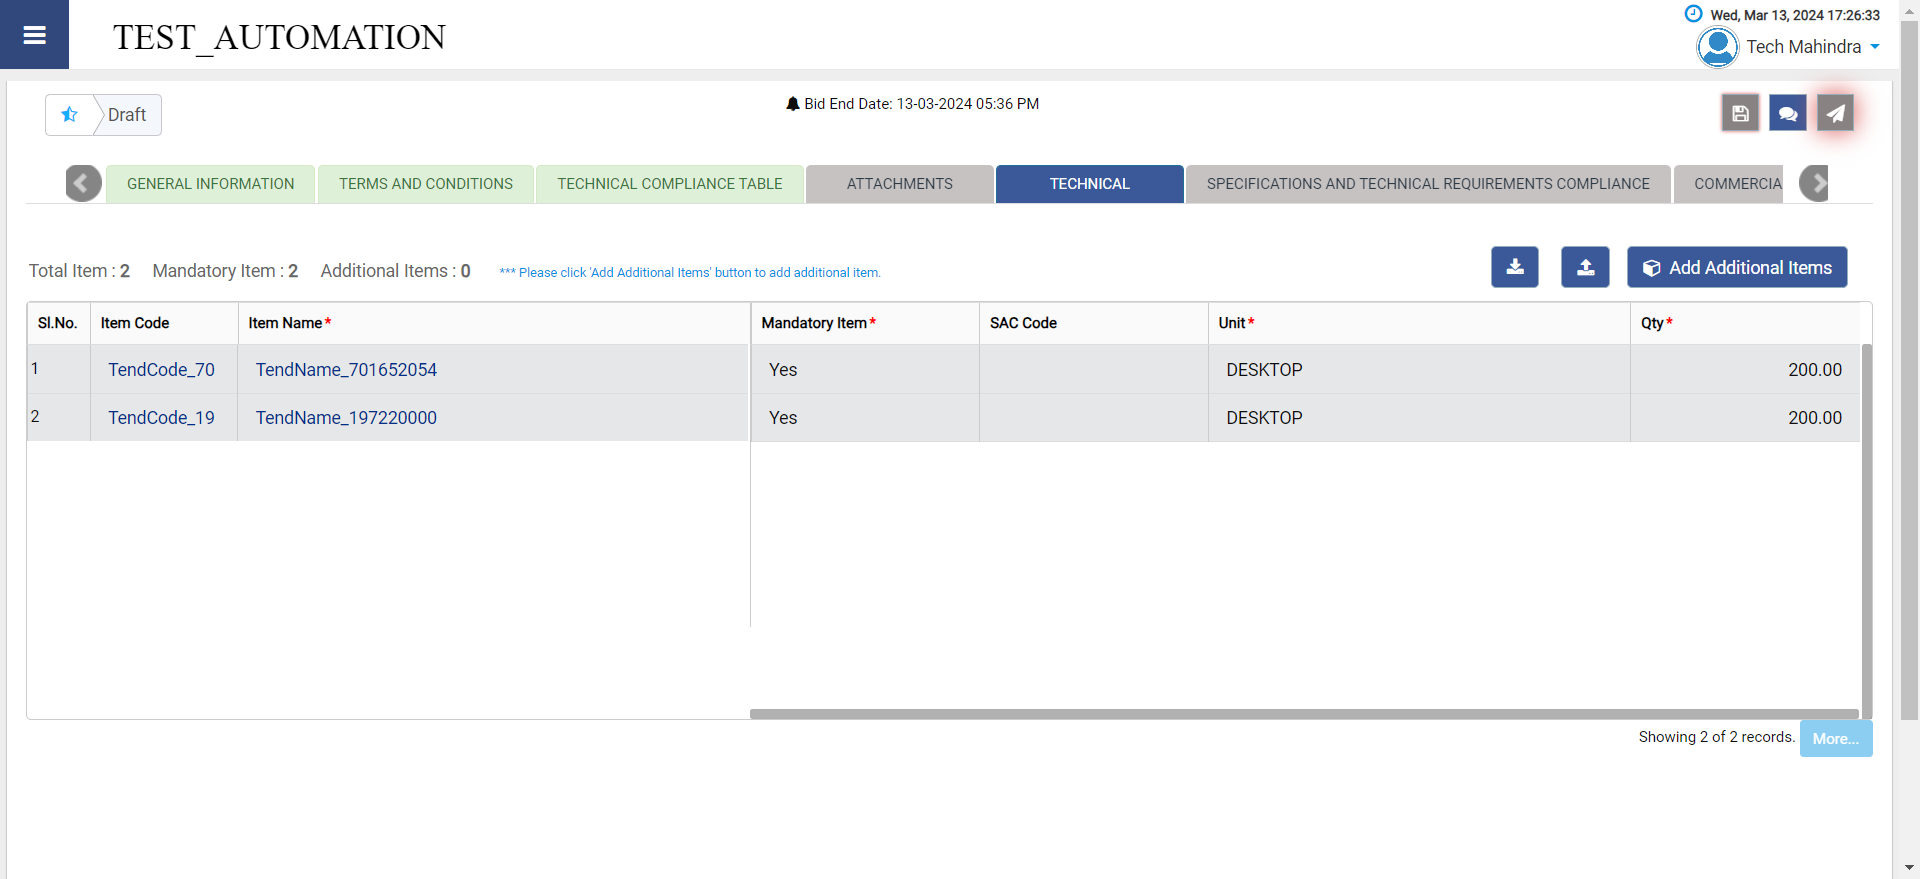 TEST_AUTOMATION
Wed, Mar 13, 2024 17:26:33
Tech Mahindra
Draft
Bid End Date: 13-03-2024 05:36 PM
GENERAL INFORMATION TERMS AND CONDITIONS TECHNICAL COMPLIANCE TABLE ATTACHMENTS TECHNICAL SPECIFICATIONS AND TECHNICAL REQUIREMENTS COMPLIANCE COMMERCIA
Total Item : 2 Mandatory Item : 2 Additional Items : 0 *** Please click 'Add Additional Items' button to add additional item. Add Additional Items
Sl.No. Item Code Item Name* Mandatory Item* SAC Code Unit* Qty*
1 TendCode_70 TendName_701652054 Yes DESKTOP 200.00
2 TendCode_19 TendName_197220000 Yes DESKTOP 200.00
Showing 2 of 2 records. More...